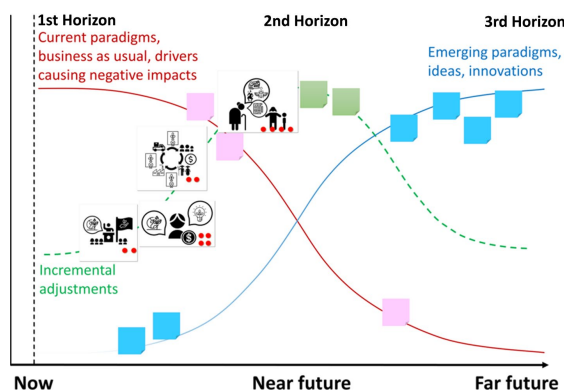 1st Horizon
2nd Horizon
3rd Horizon
Current paradigms,
business as usual, drivers
causing negative impacts
Emerging paradigms,
ideas, innovations
Incremental
adjustments
Now
Near future
Far future